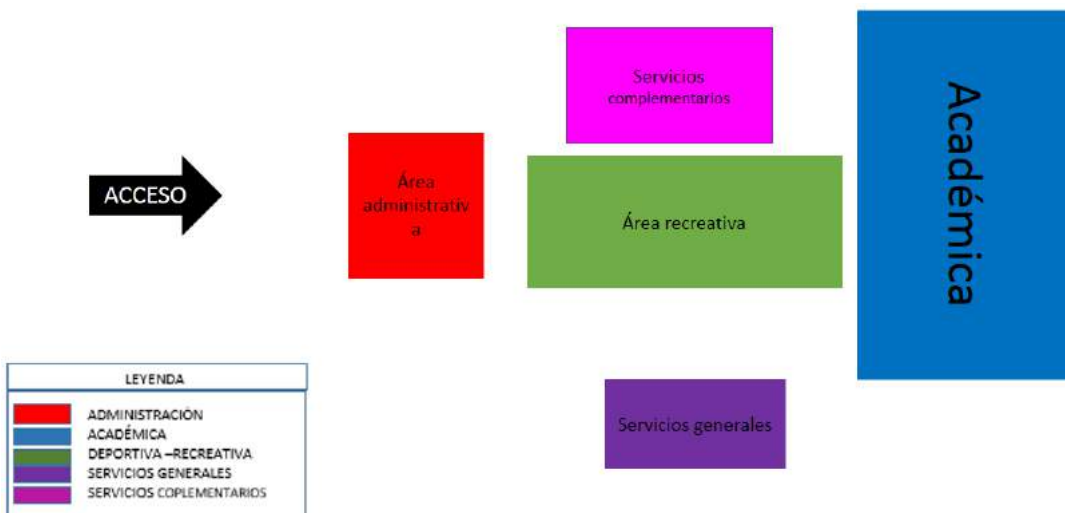 Servicios
complementarios
Académica
ACCESO
Área
administrativ
a
Área recreativa
LEYENDA
ADMINISTRACIÓN
ACADÉMICA
DEPORTIVA –RECREATIVA
SERVICIOS GENERALES
SERVICIOS COPLEMENTARIOS
Servicios generales